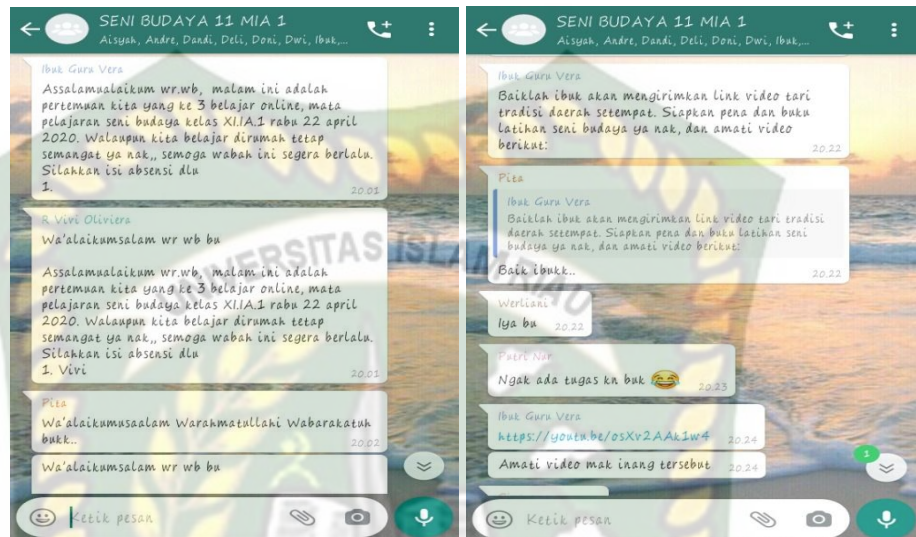 SENI BUDAYA 11 MIA 1
Aisyah, Andre, Dandi, Deli, Doni, Dwi, Ibuk,...
Ibuk Guru Vera
Assalamualaikum wr.wb, malam ini adalah
pertemuan kita yang ke 3 belajar online, mata
pelajaran seni budaya kelas XI.IA.1 rabu 22 april
2020. Walaupun kita belajar dirumah tetap
semangat ya nak,, semoga wabah ini segera berlalu.
Silahkan isi absensi dlu
1.
20.01
R Vivi Oliviera
Wa'alaikumsalam wr wb bu
Assalamualaikum wr.wb, malam ini adalah
pertemuan kita yang ke 3 belajar online, mata
pelajaran seni budaya kelas XI.IA.1 rabu 22 april
2020. Walaupun kita belajar dirumah tetap
semangat ya nak,, semoga wabah ini segera berlalu.
Silahkan isi absensi dlu
1. Vivi
20.01
Pita
Wa'alaikumusaalam Warahmatullahi Wabarakatuh
bukk..
20.02
Wa'alaikumsalam wr wb bu
Ketik pesan
SENI BUDAYA 11 MIA 1
Aisyah, Andre, Dandi, Deli, Doni, Dwi, Ibuk,...
Ibuk Guru Vera
Baiklah ibuk akan mengirimkan link video tari
tradisi daerah setempat. Siapkan pena dan buku
latihan seni budaya ya nak, dan amati video
berikut:
20.22
Pita
Ibuk Guru Vera
Baiklah ibuk akan mengirimkan link video tari tradisi
daerah setempat. Siapkan pena dan buku latihan seni
budaya ya nak, dan amati video berikut:
Baik ibukk..
20.22
Werliani
Iya bu
20.22
Putri Nar
Ngak ada tugas kn buk 😂
20.23
Ibuk Guru Vera
https://youtu.be/osXv2AAk1w4
20.24
Amati video mak inang tersebut
20.24
1
Ketik pesan
UNIVERSITAS ISLAM RIAU